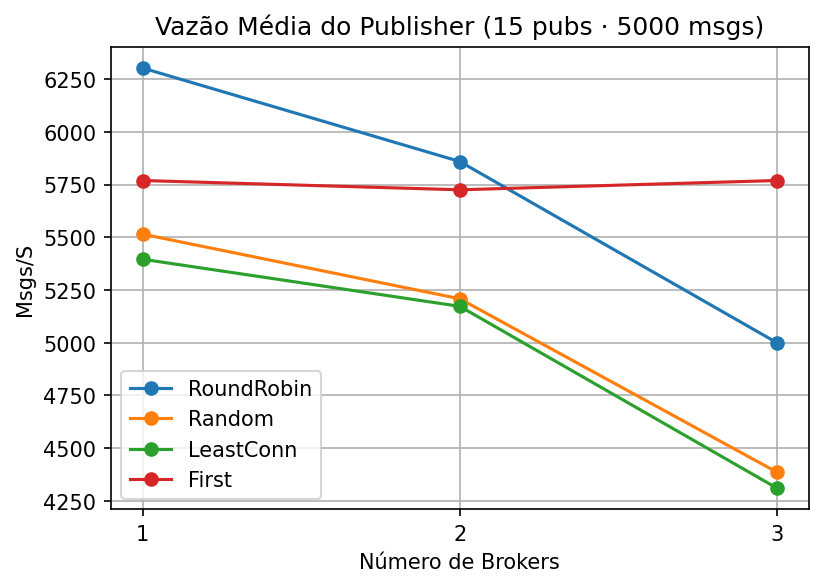 Vazão Média do Publisher (15 pubs · 5000 msgs)
6250
6000
5750
5500
5250
5000
4750
4500
4250
Msgs/S
RoundRobin
Random
LeastConn
First
1 2 3
Número de Brokers